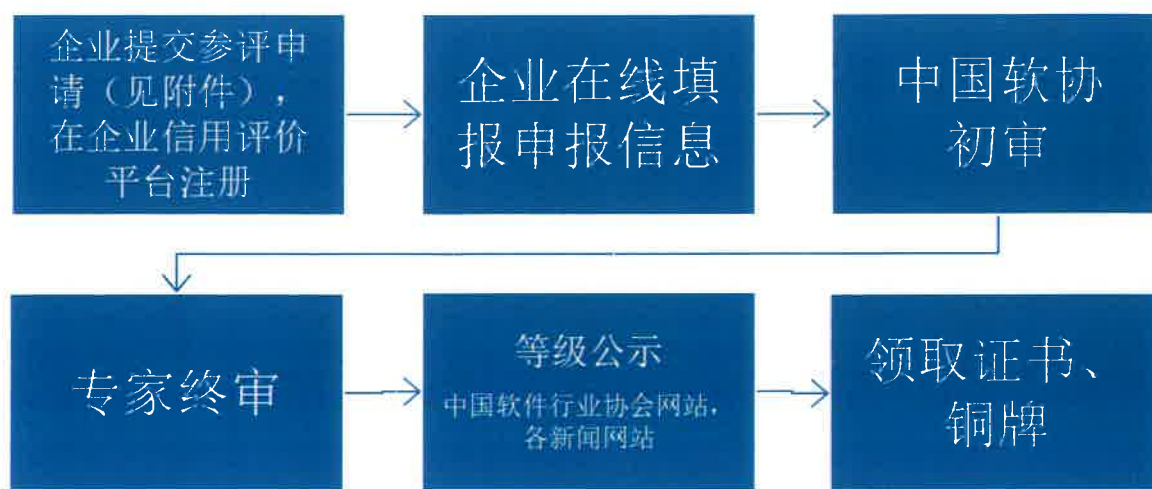 企业提交参评申
请（见附件），
在企业信用评价
平台注册
企业在线填
报申报信息
中国软协
初审
专家终审
等级公示
中国软件行业协会网站，
各新闻网站
领取证书、
铜牌